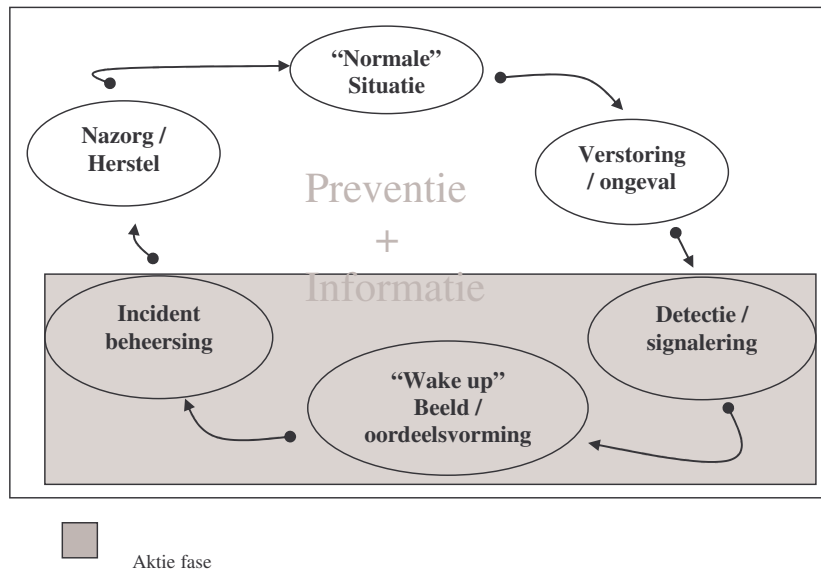 “Normale”
Situatie
Nazorg /
Herstel
Verstoring
/ ongeval
Preventie
+
Informatie
Incident
beheersing
Detectie /
signalering
“Wake up”
Beeld /
oordeelsvorming
Aktie fase